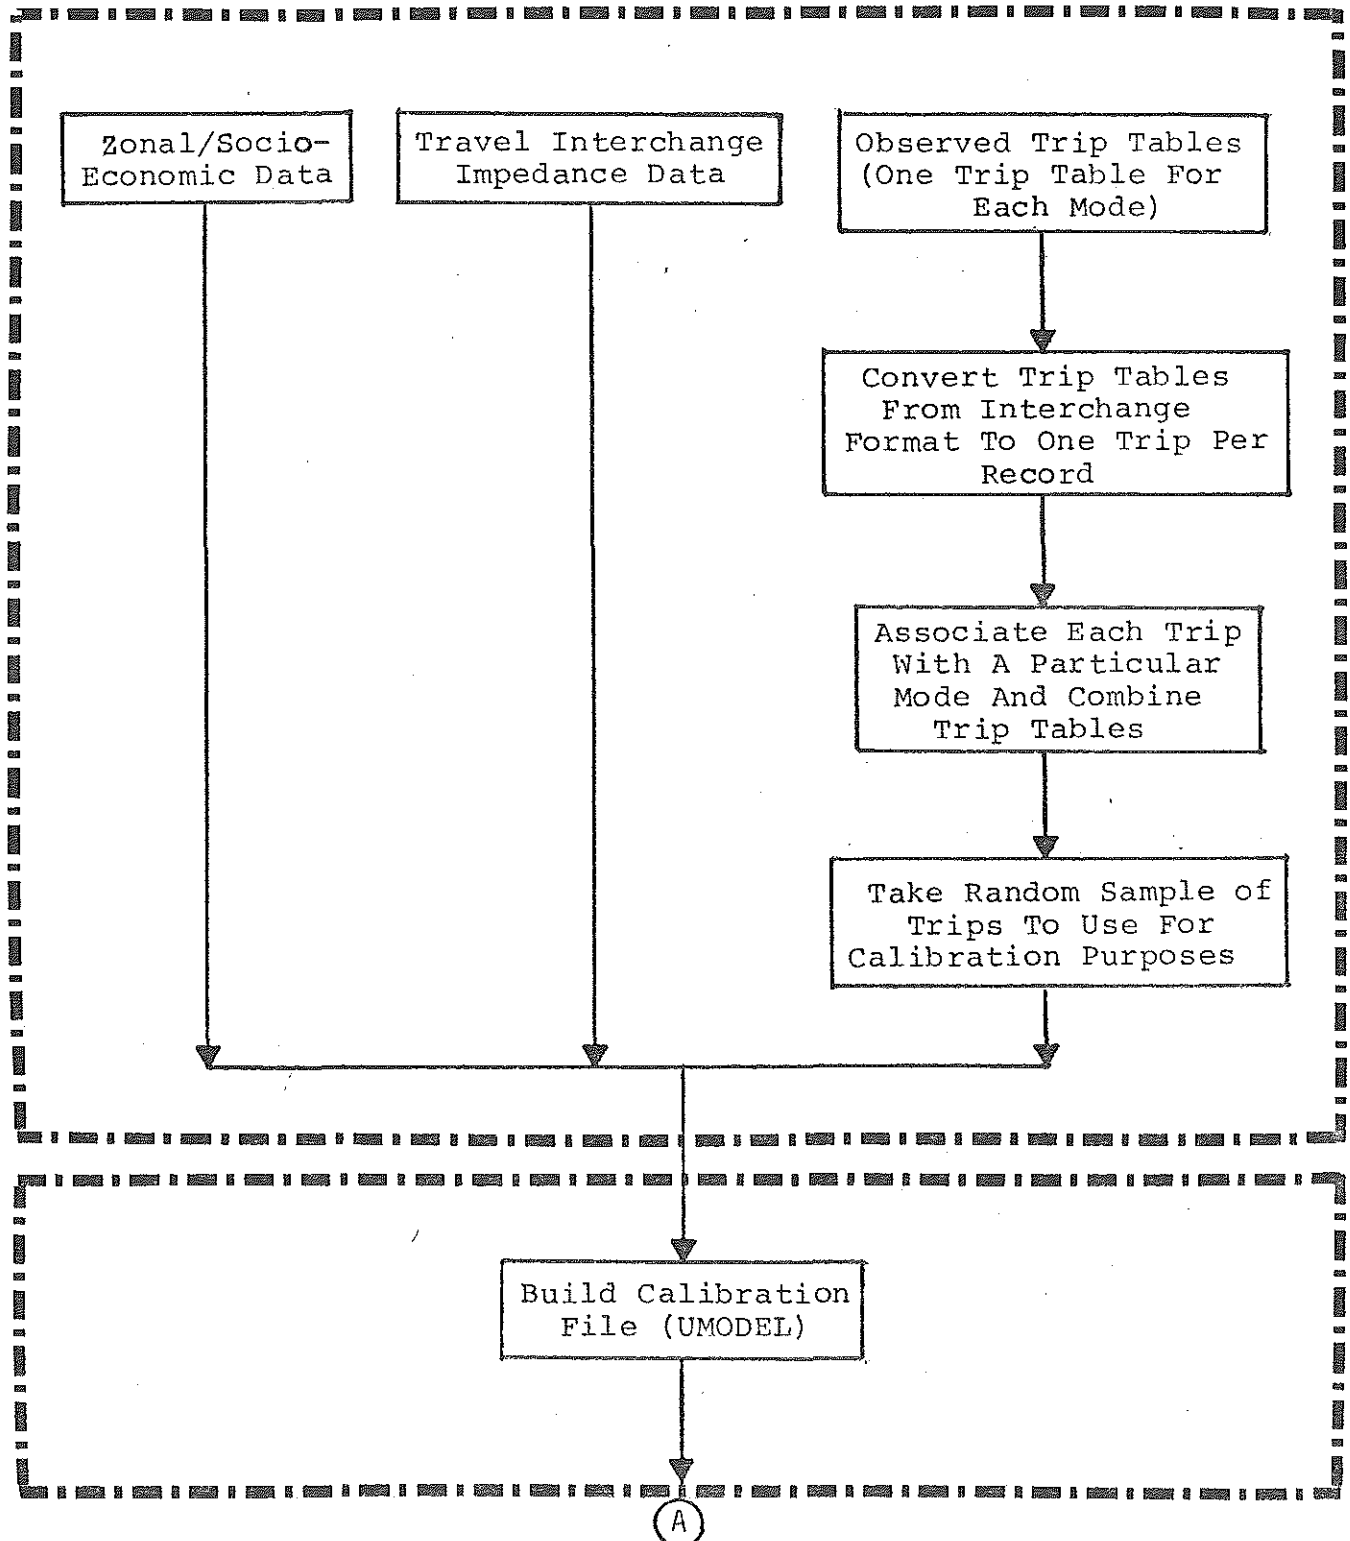 Zonal/Socio-
Economic Data
Travel Interchange
Impedance Data
Observed Trip Tables
(One Trip Table For
Each Mode)
Convert Trip Tables
From Interchange
Format To One Trip Per
Record
Associate Each Trip
With A Particular
Mode And Combine
Trip Tables
Take Random Sample of
Trips To Use For
Calibration Purposes
Build Calibration
File (UMODEL)
A